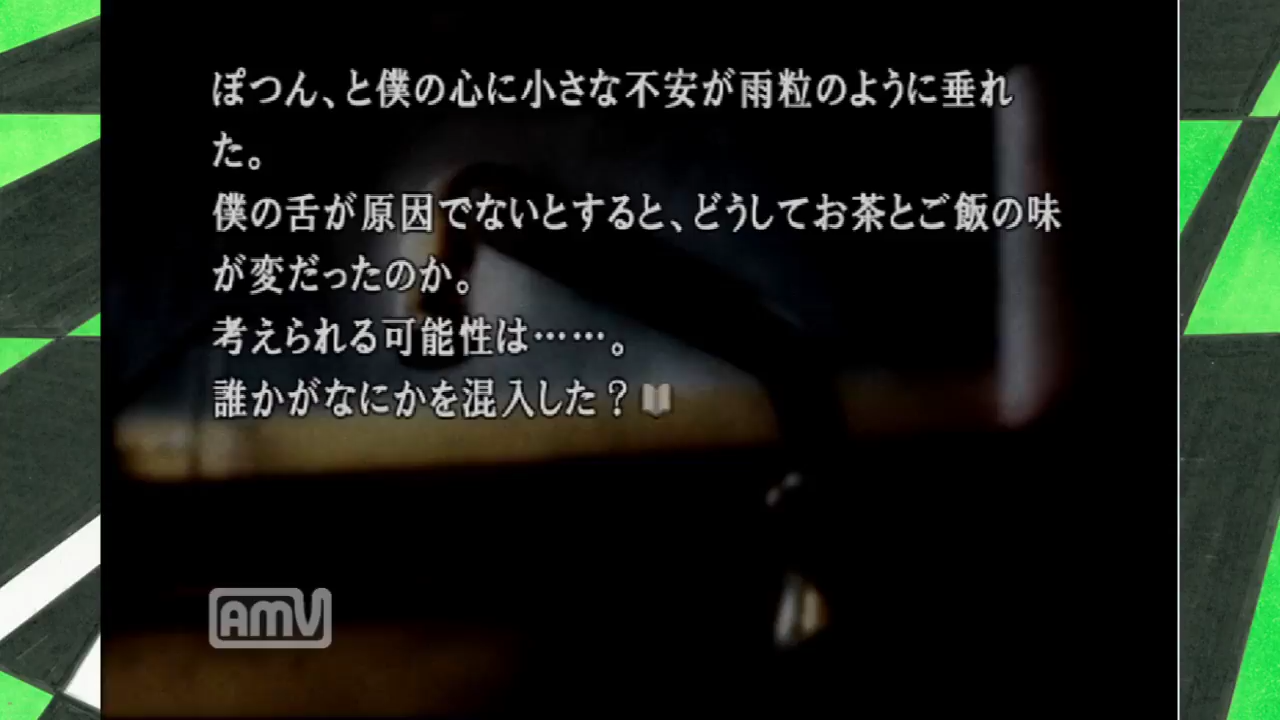 ぽつん、と僕の心に小さな不安が雨粒のように垂れ
た。
僕の舌が原因でないとすると、どうしてお茶とご飯の味
が変だったのか。
考えられる可能性は……。
誰かがなにかを混入した？
AMV